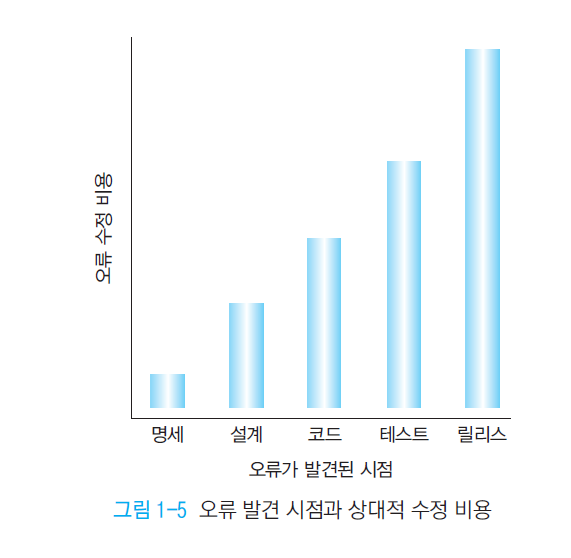 오류 수정 비용
명세 설계 코드 테스트 릴리스
오류가 발견된 시점
그림 1-5 오류 발견 시점과 상대적 수정 비용